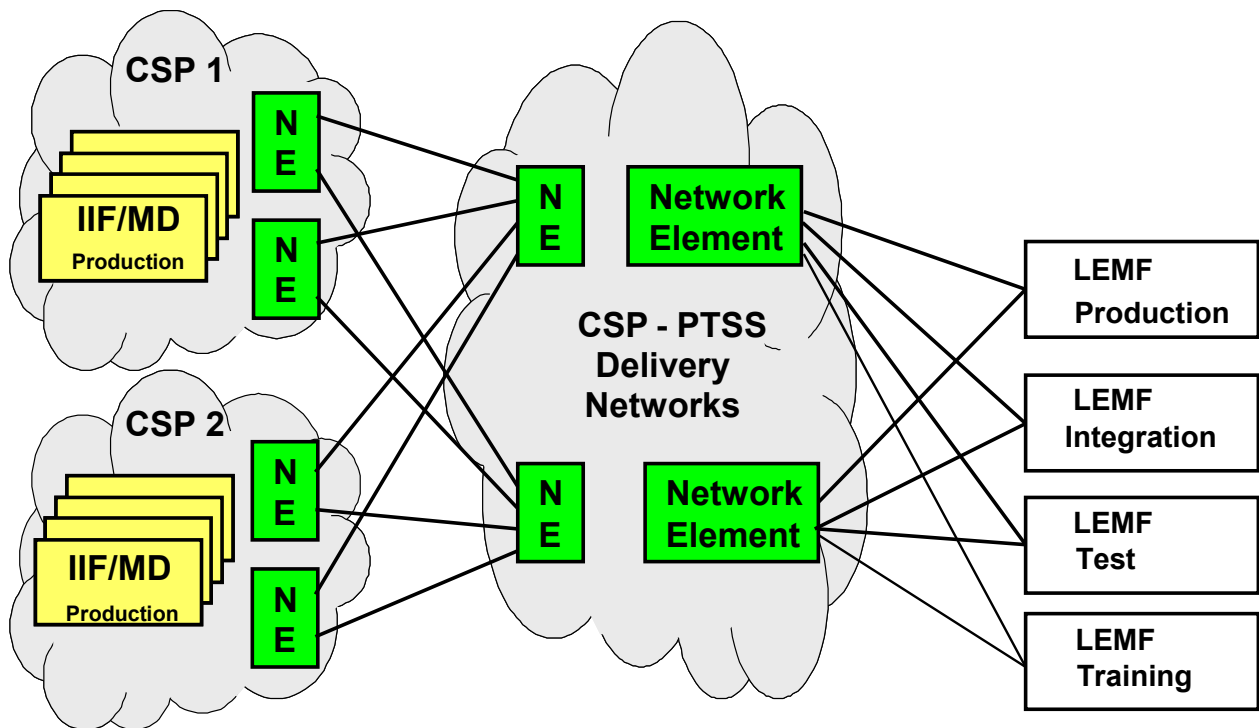 CSP 1
N
E
IIF/MD
Production
N
E
CSP 2
N
E
IIF/MD
Production
N
E
N
E
Network
Element
CSP - PTSS
Delivery
Networks
N
E
Network
Element
LEMF
Production
LEMF
Integration
LEMF
Test
LEMF
Training